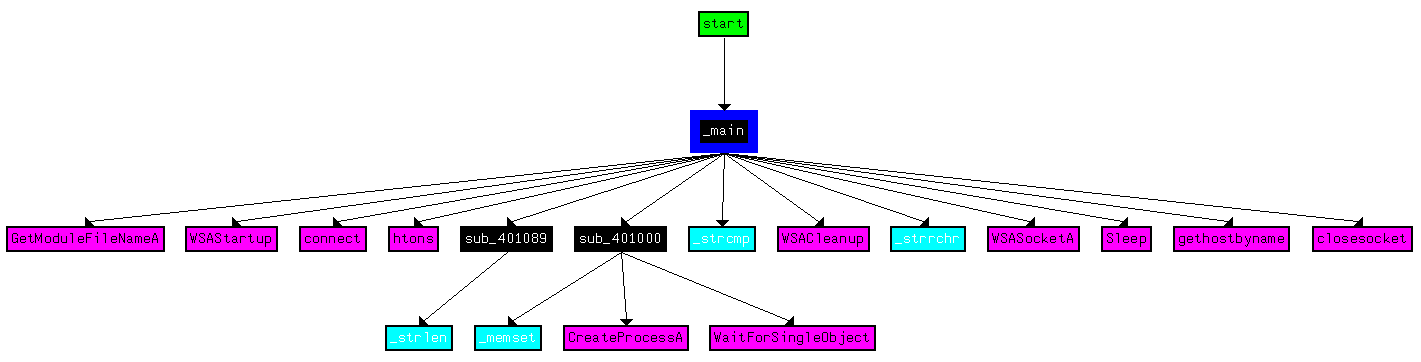 start
_main
GetModuleFileNameA
WSAStartup
connect
htons
sub_401089
sub_401000
_strcmp
WSACleanup
_strrchr
WSASocketA
Sleep
gethostbyname
closesocket
_strlen
_memset
CreateProcessA
WaitForSingleObject